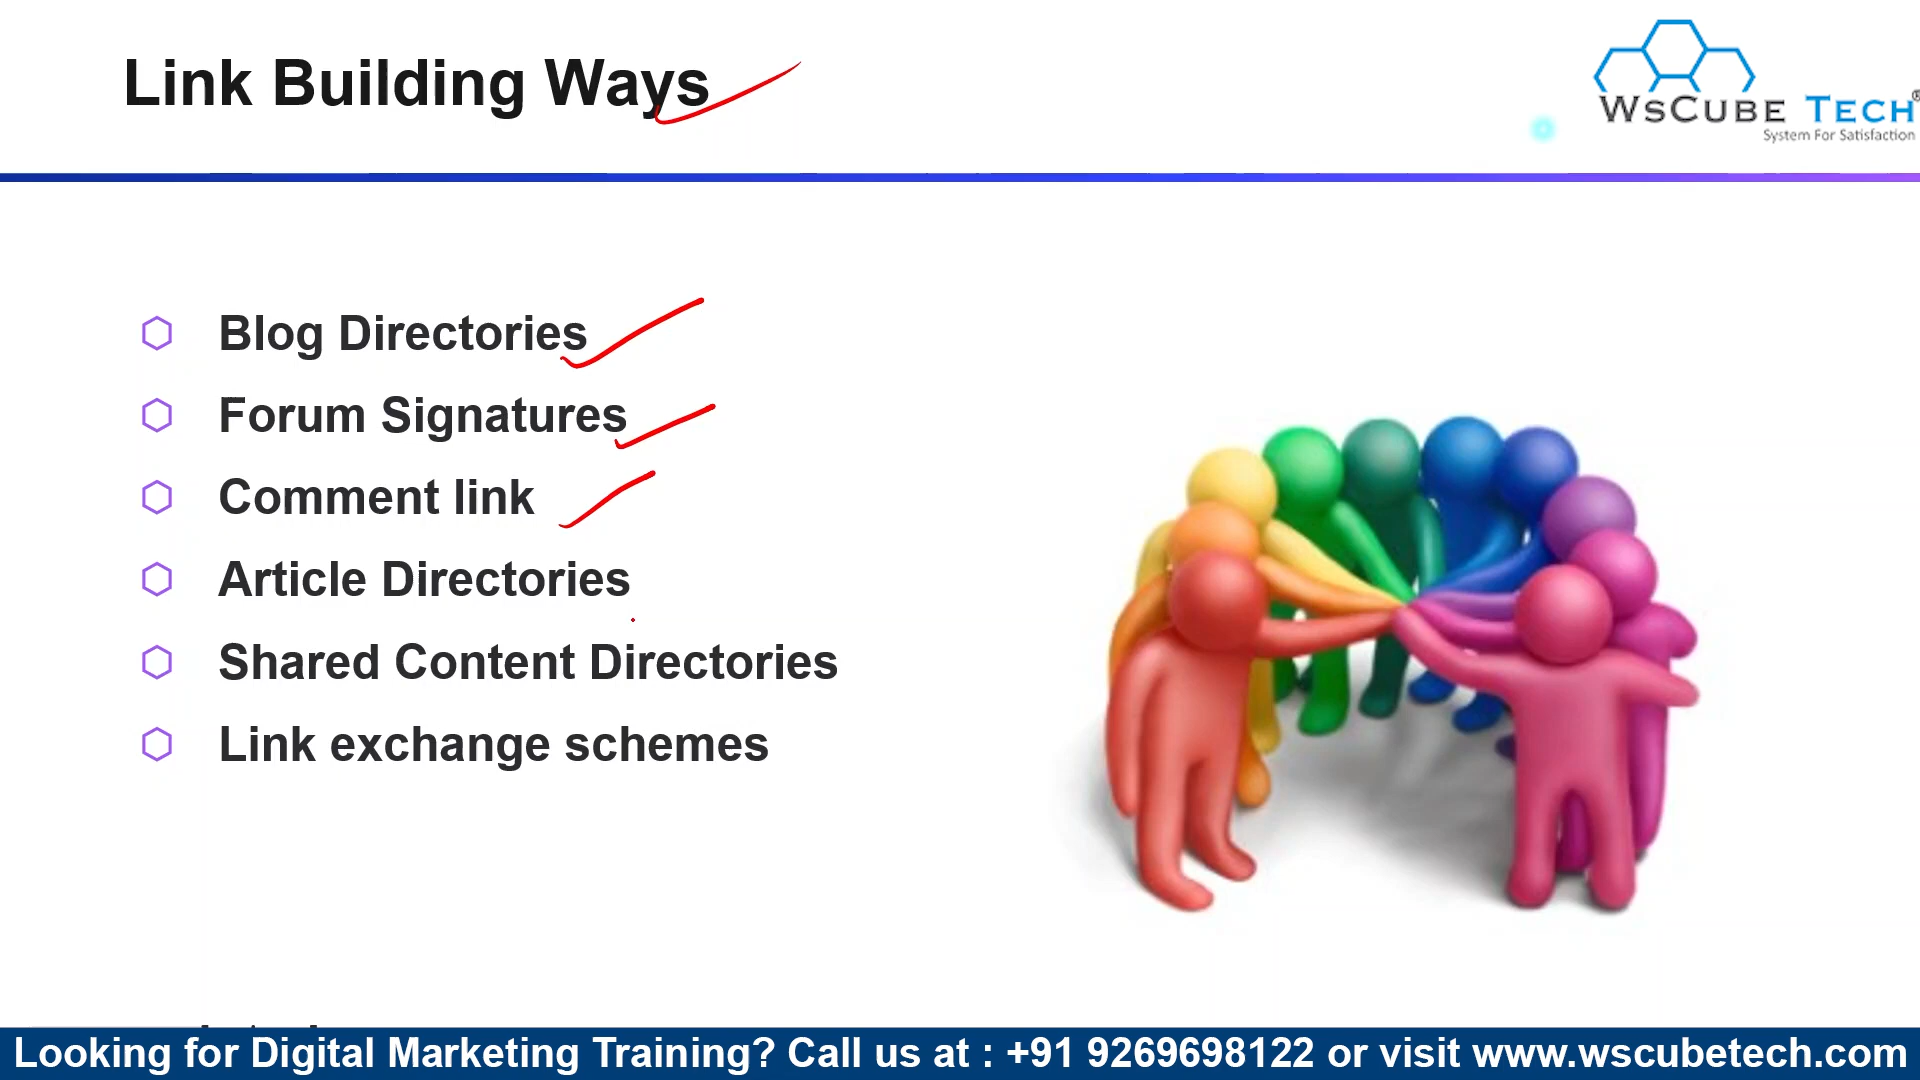 Link Building Ways
WsCube Tech®
System For Satisfaction
Blog Directories
Forum Signatures
Comment link
Article Directories
Shared Content Directories
Link exchange schemes
Looking for Digital Marketing Training? Call us at : +91 9269698122 or visit www.wscubetech.com